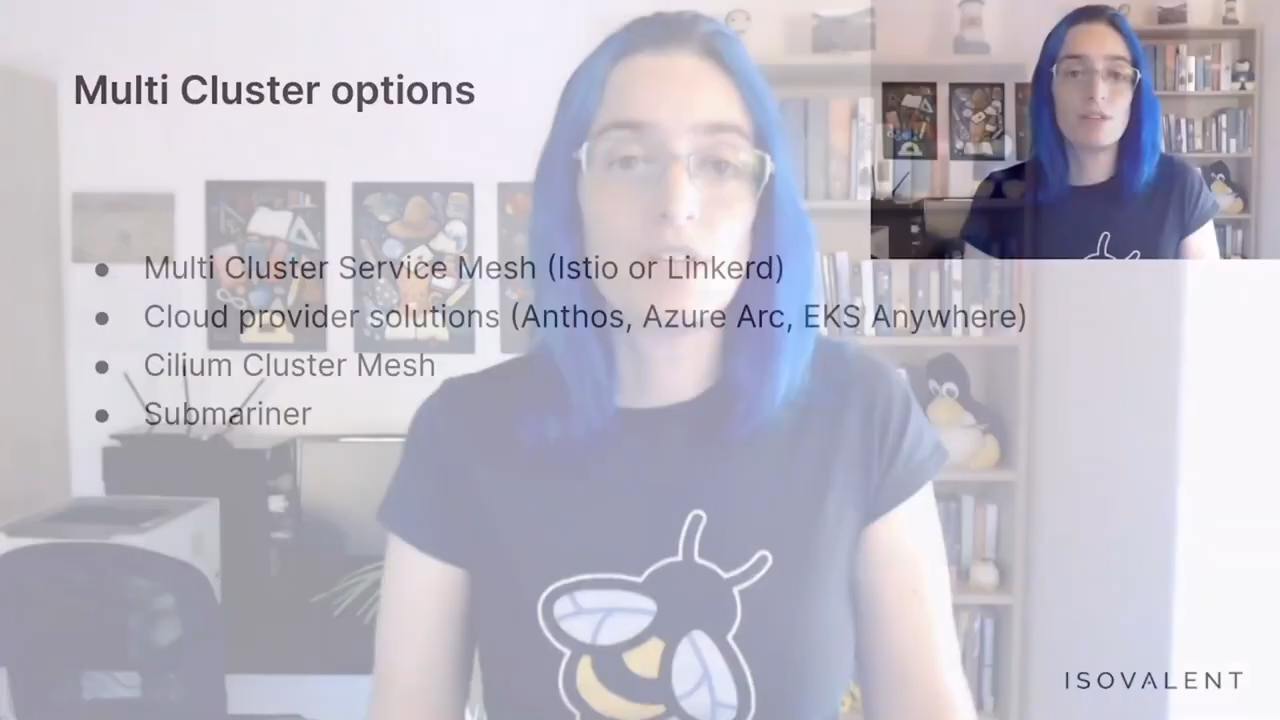 Multi Cluster options
● Multi Cluster Service Mesh (Istio or Linkerd)
● Cloud provider solutions (Anthos, Azure Arc, EKS Anywhere)
● Cilium Cluster Mesh
● Submariner
ISOVALENT